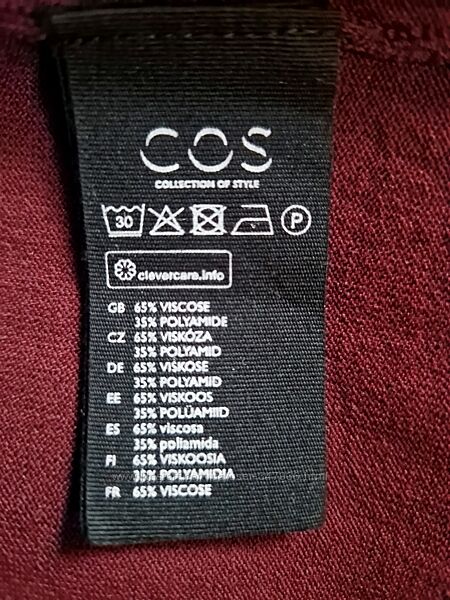 COS
COLLECTION OF STYLE
30 P
clevercare.info
GB 65% VISCOSE
35% POLYAMIDE
CZ 65% VISKÓZA
35% POLYAMID
DE 65% VISKOSE
35% POLYAMID
EE 65% VISKOOS
35% POLÜAMIID
ES 65% viscosa
35% poliamida
FI 65% VISKOOSIA
35% POLYAMIDIA
FR 65% VISCOSE